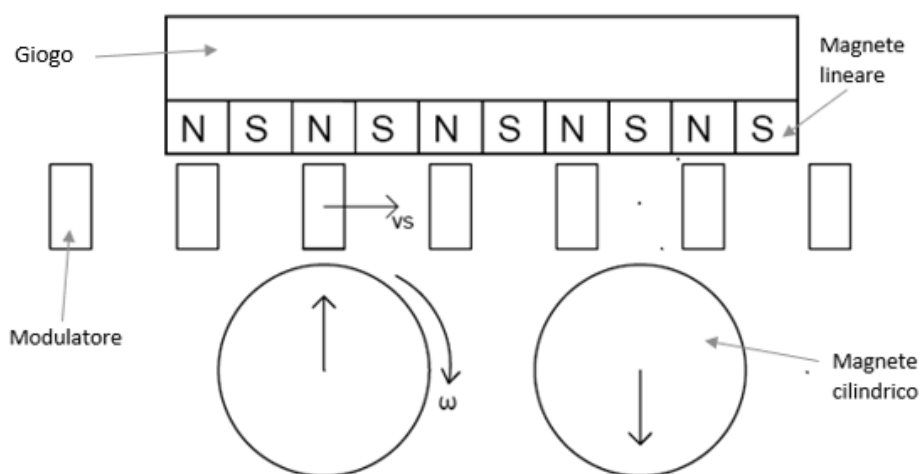 Giogo
Magnete
lineare
N S N S N S N S N S
vs
Modulatore
ω
Magnete
cilindrico